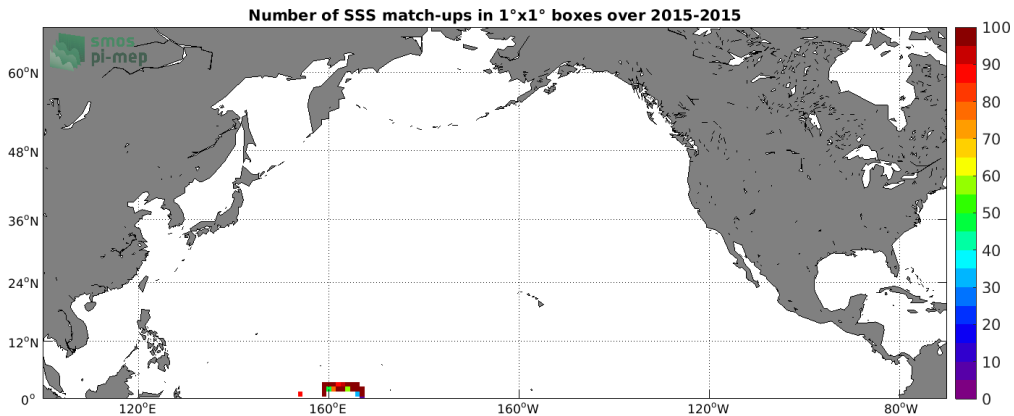 Number of SSS match-ups in 1°x1° boxes over 2015-2015
smos
pi-mep
60°N
48°N
36°N
24°N
12°N
0°
120°E
160°E
160°W
120°W
80°W
100
90
80
70
60
50
40
30
20
10
0